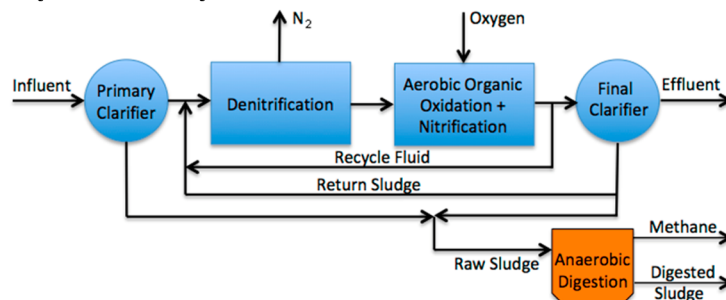 N2
Oxygen
Influent
Primary
Clarifier
Denitrification
Aerobic Organic
Oxidation +
Nitrification
Final
Clarifier
Effluent
Recycle Fluid
Return Sludge
Raw Sludge
Anaerobic
Digestion
Methane
Digested
Sludge